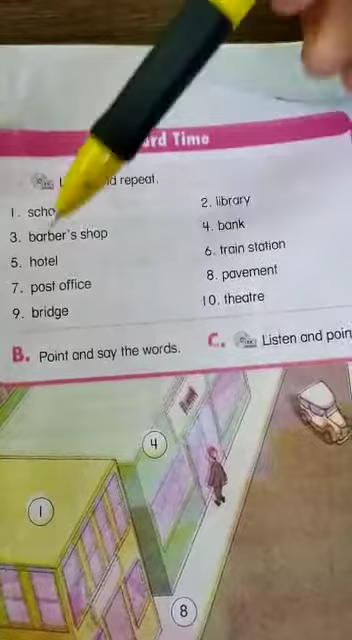 rd Time
d repeat.
1. scho
2. library
3. barber's shop
4. bank
5. hotel
6. train station
7. post office
8. pavement
9. bridge
10. theatre
B. Point and say the words.
C. Listen and poin
4
1
8